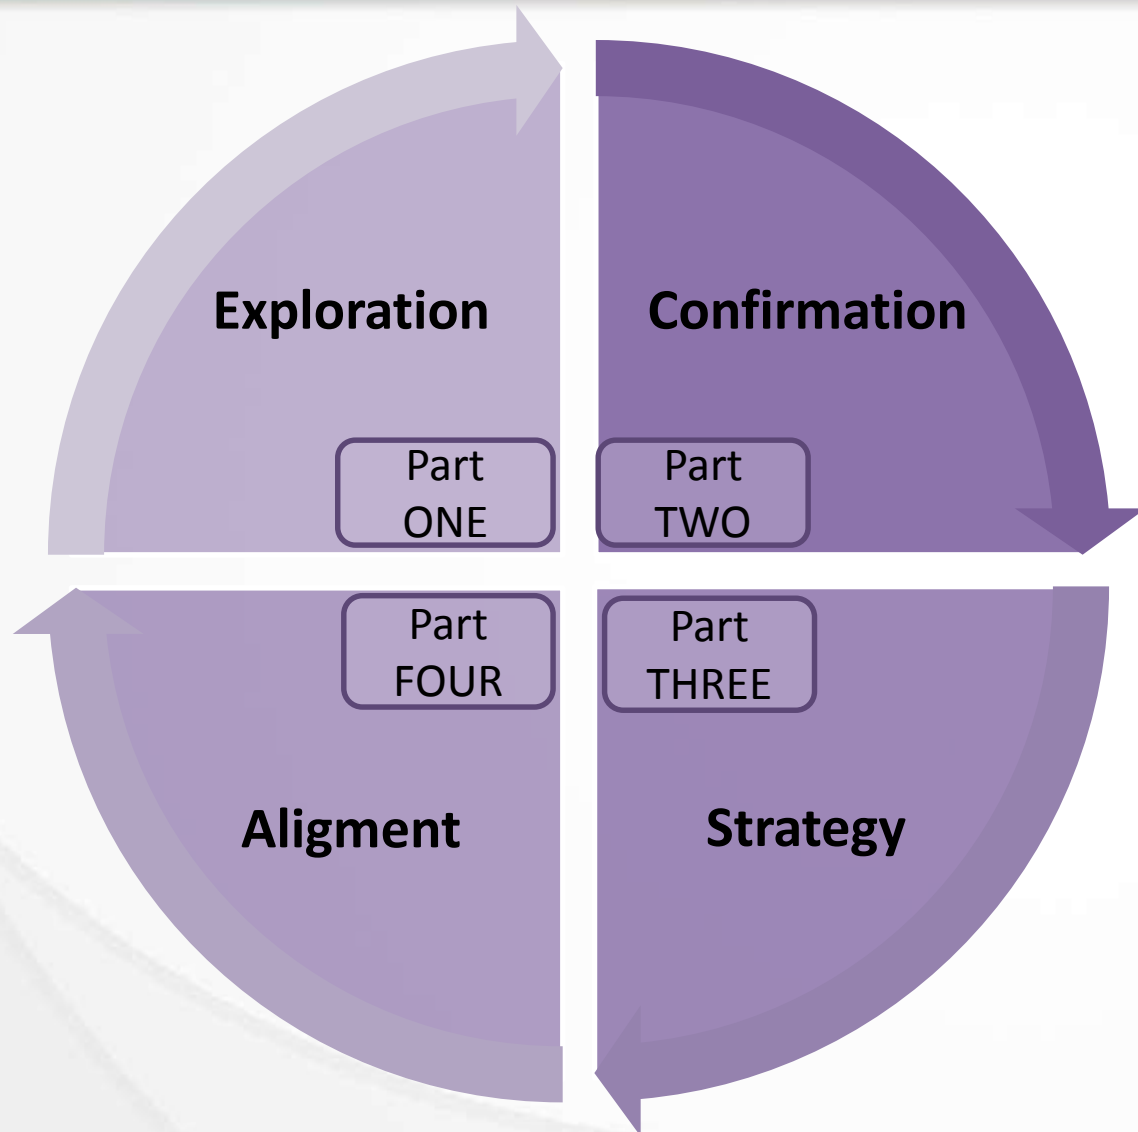 Exploration
Part
ONE
Confirmation
Part
TWO
Part
THREE
Strategy
Part
FOUR
Aligment